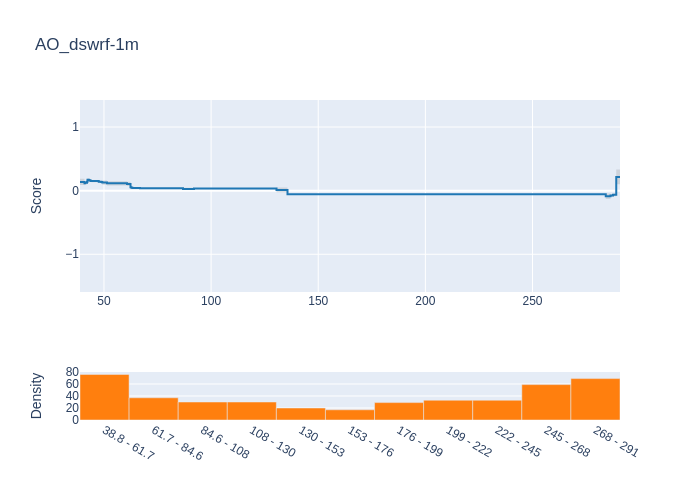 AO_dswrf-1m
Score
1
0
−1
50 100 150 200 250
Density
80
60
40
20
0
38.8 - 61.7
61.7 - 84.6
84.6 - 108
108 - 130
130 - 153
153 - 176
176 - 199
199 - 222
222 - 245
245 - 268
268 - 291